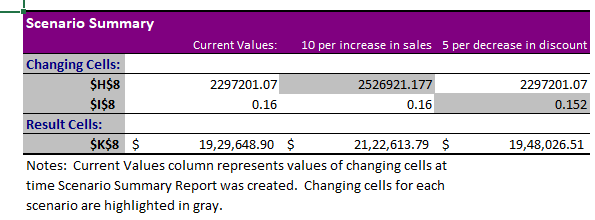 Scenario Summary
Current Values: 10 per increase in sales 5 per decrease in discount
Changing Cells:
$H$8 2297201.07 2526921.177 2297201.07
$I$8 0.16 0.16 0.152
Result Cells:
$K$8 $ 19,29,648.90 $ 21,22,613.79 $ 19,48,026.51
Notes: Current Values column represents values of changing cells at
time Scenario Summary Report was created. Changing cells for each
scenario are highlighted in gray.